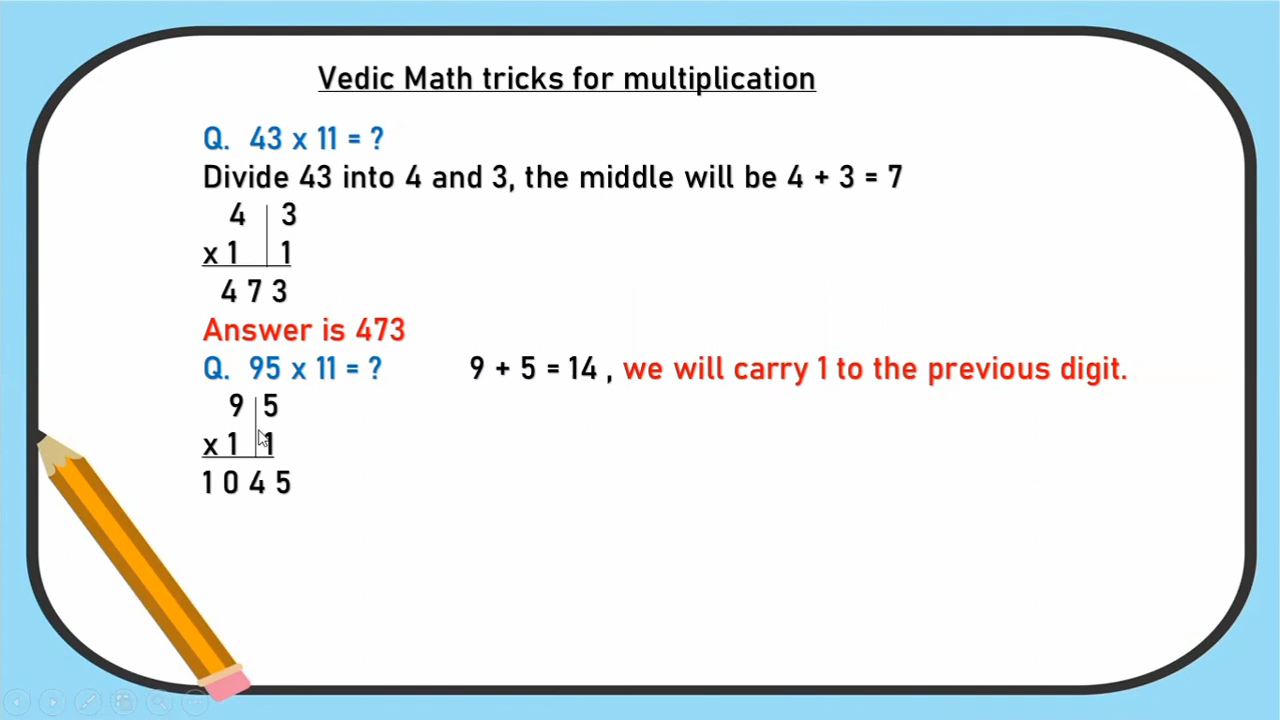 Vedic Math tricks for multiplication
Q. 43 x 11 = ?
Divide 43 into 4 and 3, the middle will be 4 + 3 = 7
4 3
x 1 1
4 7 3
Answer is 473
Q. 95 x 11 = ? 9 + 5 = 14 , we will carry 1 to the previous digit.
9 5
x 1 1
1 0 4 5